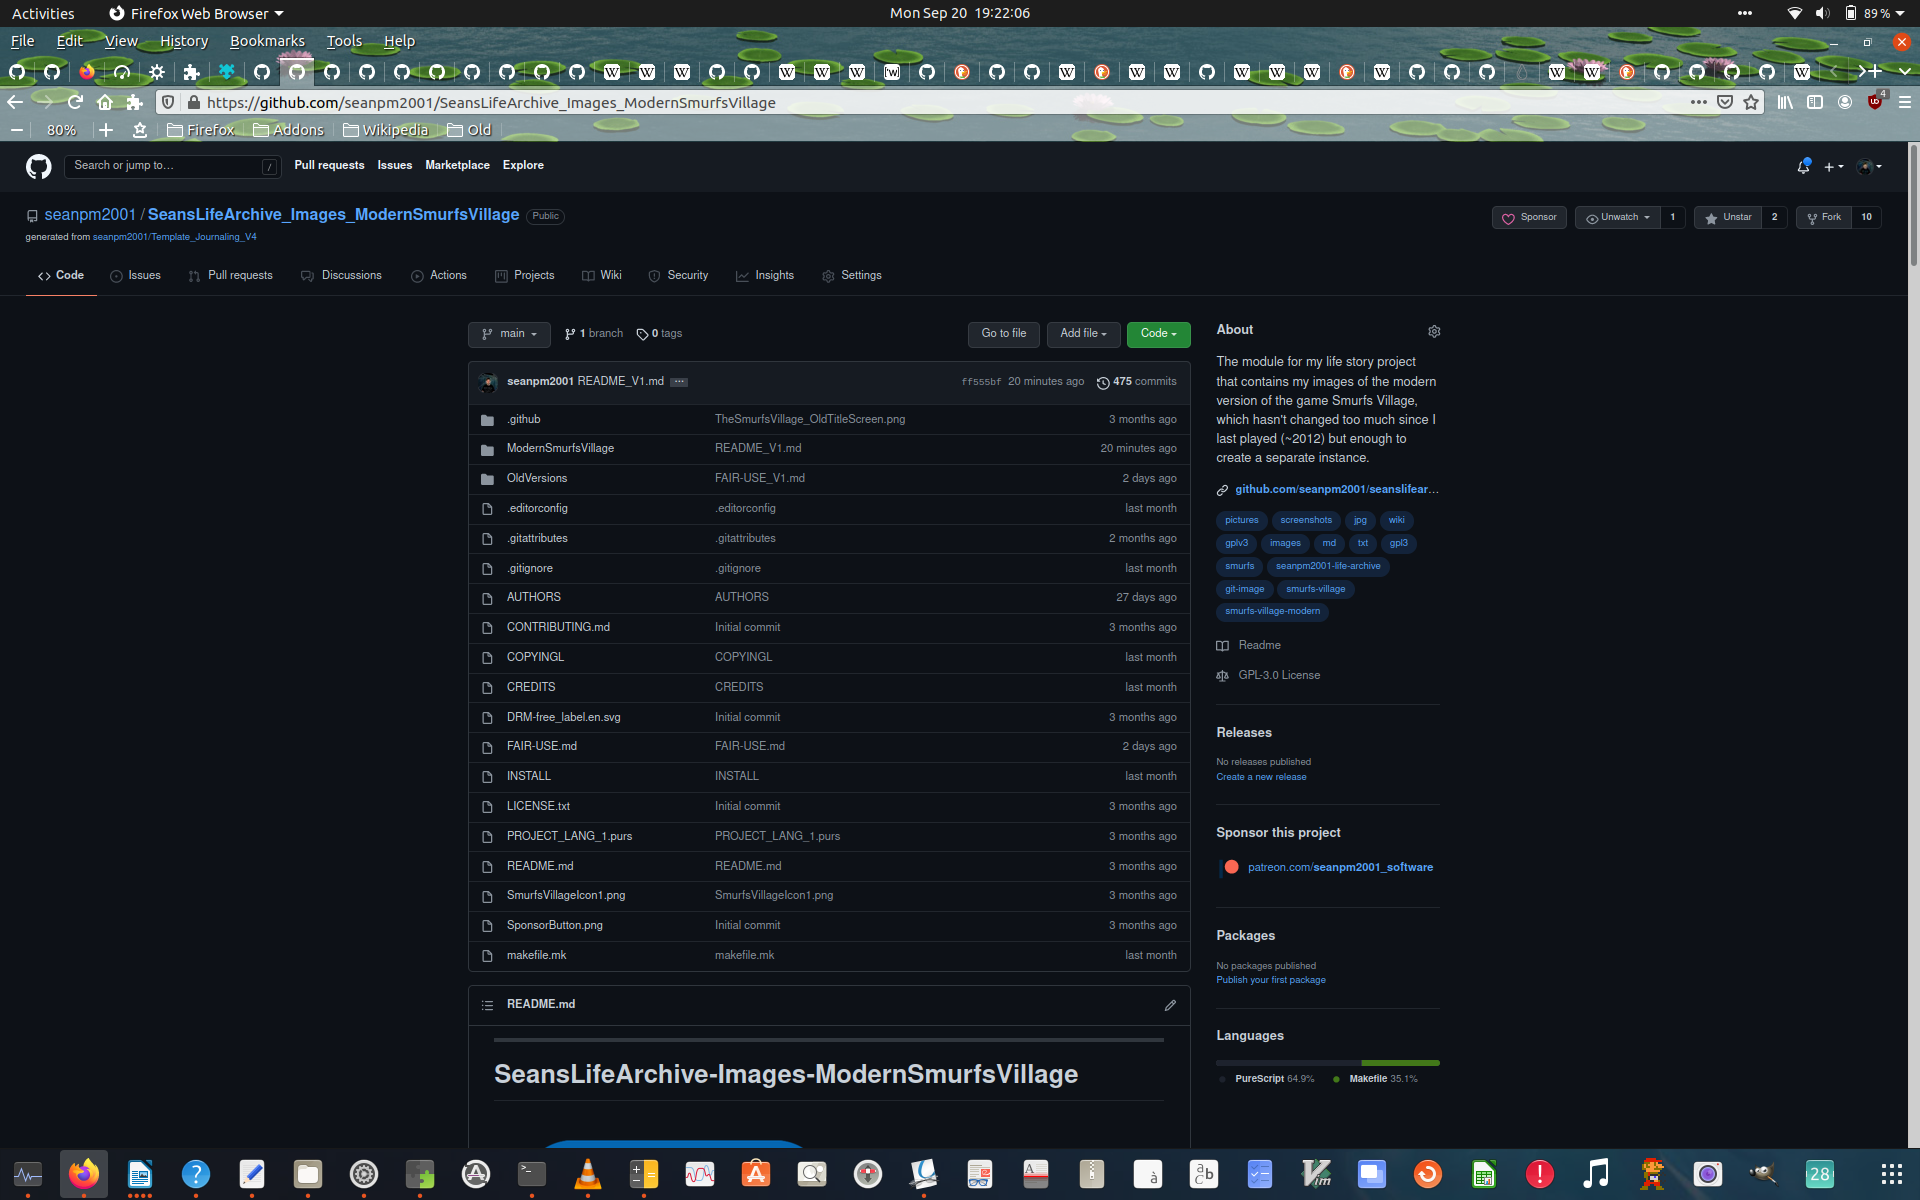 Activities Firefox Web Browser Mon Sep 20 19:22:06 89 %
File Edit View History Bookmarks Tools Help
https://github.com/seanpm2001/SeansLifeArchive_Images_ModernSmurfsVillage 4
80% Firefox Addons Wikipedia Old
Search or jump to… / Pull requests Issues Marketplace Explore
seanpm2001 / SeansLifeArchive_Images_ModernSmurfsVillage Public Sponsor Unwatch 1 Unstar 2 Fork 10
generated from seanpm2001/Template_Journaling_V4
Code Issues Pull requests Discussions Actions Projects Wiki Security Insights Settings
main 1 branch 0 tags Go to file Add file Code
seanpm2001 README_V1.md ff555bf 20 minutes ago 475 commits
.github TheSmurfsVillage_OldTitleScreen.png 3 months ago
ModernSmurfsVillage README_V1.md 20 minutes ago
OldVersions FAIR-USE_V1.md 2 days ago
.editorconfig .editorconfig last month
.gitattributes .gitattributes 2 months ago
.gitignore .gitignore last month
AUTHORS AUTHORS 27 days ago
CONTRIBUTING.md Initial commit 3 months ago
COPYINGL COPYINGL last month
CREDITS CREDITS last month
DRM-free_label.en.svg Initial commit 3 months ago
FAIR-USE.md FAIR-USE.md 2 days ago
INSTALL INSTALL last month
LICENSE.txt Initial commit 3 months ago
PROJECT_LANG_1.purs PROJECT_LANG_1.purs 3 months ago
README.md README.md 3 months ago
SmurfsVillageIcon1.png SmurfsVillageIcon1.png 3 months ago
SponsorButton.png Initial commit 3 months ago
makefile.mk makefile.mk last month
README.md
SeansLifeArchive-Images-ModernSmurfsVillage
About
The module for my life story project
that contains my images of the modern
version of the game Smurfs Village,
which hasn't changed too much since I
last played (~2012) but enough to
create a separate instance.
github.com/seanpm2001/seanslifear…
pictures screenshots jpg wiki
gplv3 images md txt gpl3
smurfs seanpm2001-life-archive
git-image smurfs-village
smurfs-village-modern
Readme
GPL-3.0 License
Releases
No releases published
Create a new release
Sponsor this project
patreon.com/seanpm2001_software
Packages
No packages published
Publish your first package
Languages
PureScript 64.9% Makefile 35.1%
28